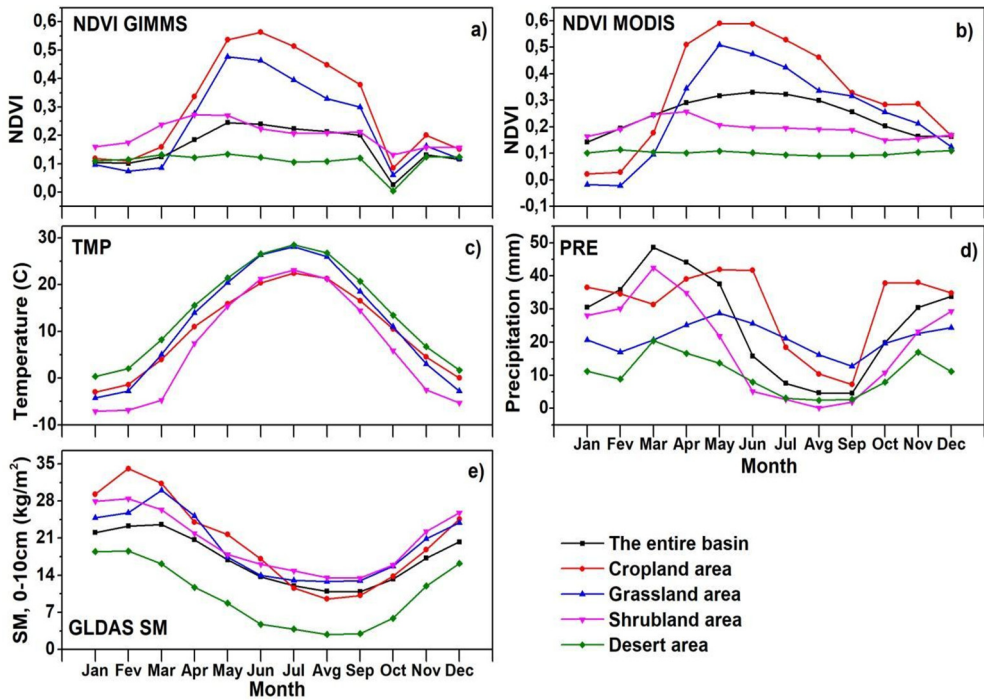 NDVI GIMMS
a)
0,6
0,5
0,4
0,3
0,2
0,1
0,0
NDVI
NDVI MODIS
b)
0,6
0,5
0,4
0,3
0,2
0,1
0,0
-0,1
NDVI
TMP
c)
30
20
10
0
-10
Temperature (C)
PRE
d)
50
40
30
20
10
0
Precipitation (mm)
Jan Fev Mar Apr May Jun Jul Avg Sep Oct Nov Dec
Month
e)
35
28
21
14
7
0
SM, 0-10cm (kg/m²)
GLDAS SM
Jan Fev Mar Apr May Jun Jul Avg Sep Oct Nov Dec
Month
The entire basin
Cropland area
Grassland area
Shrubland area
Desert area